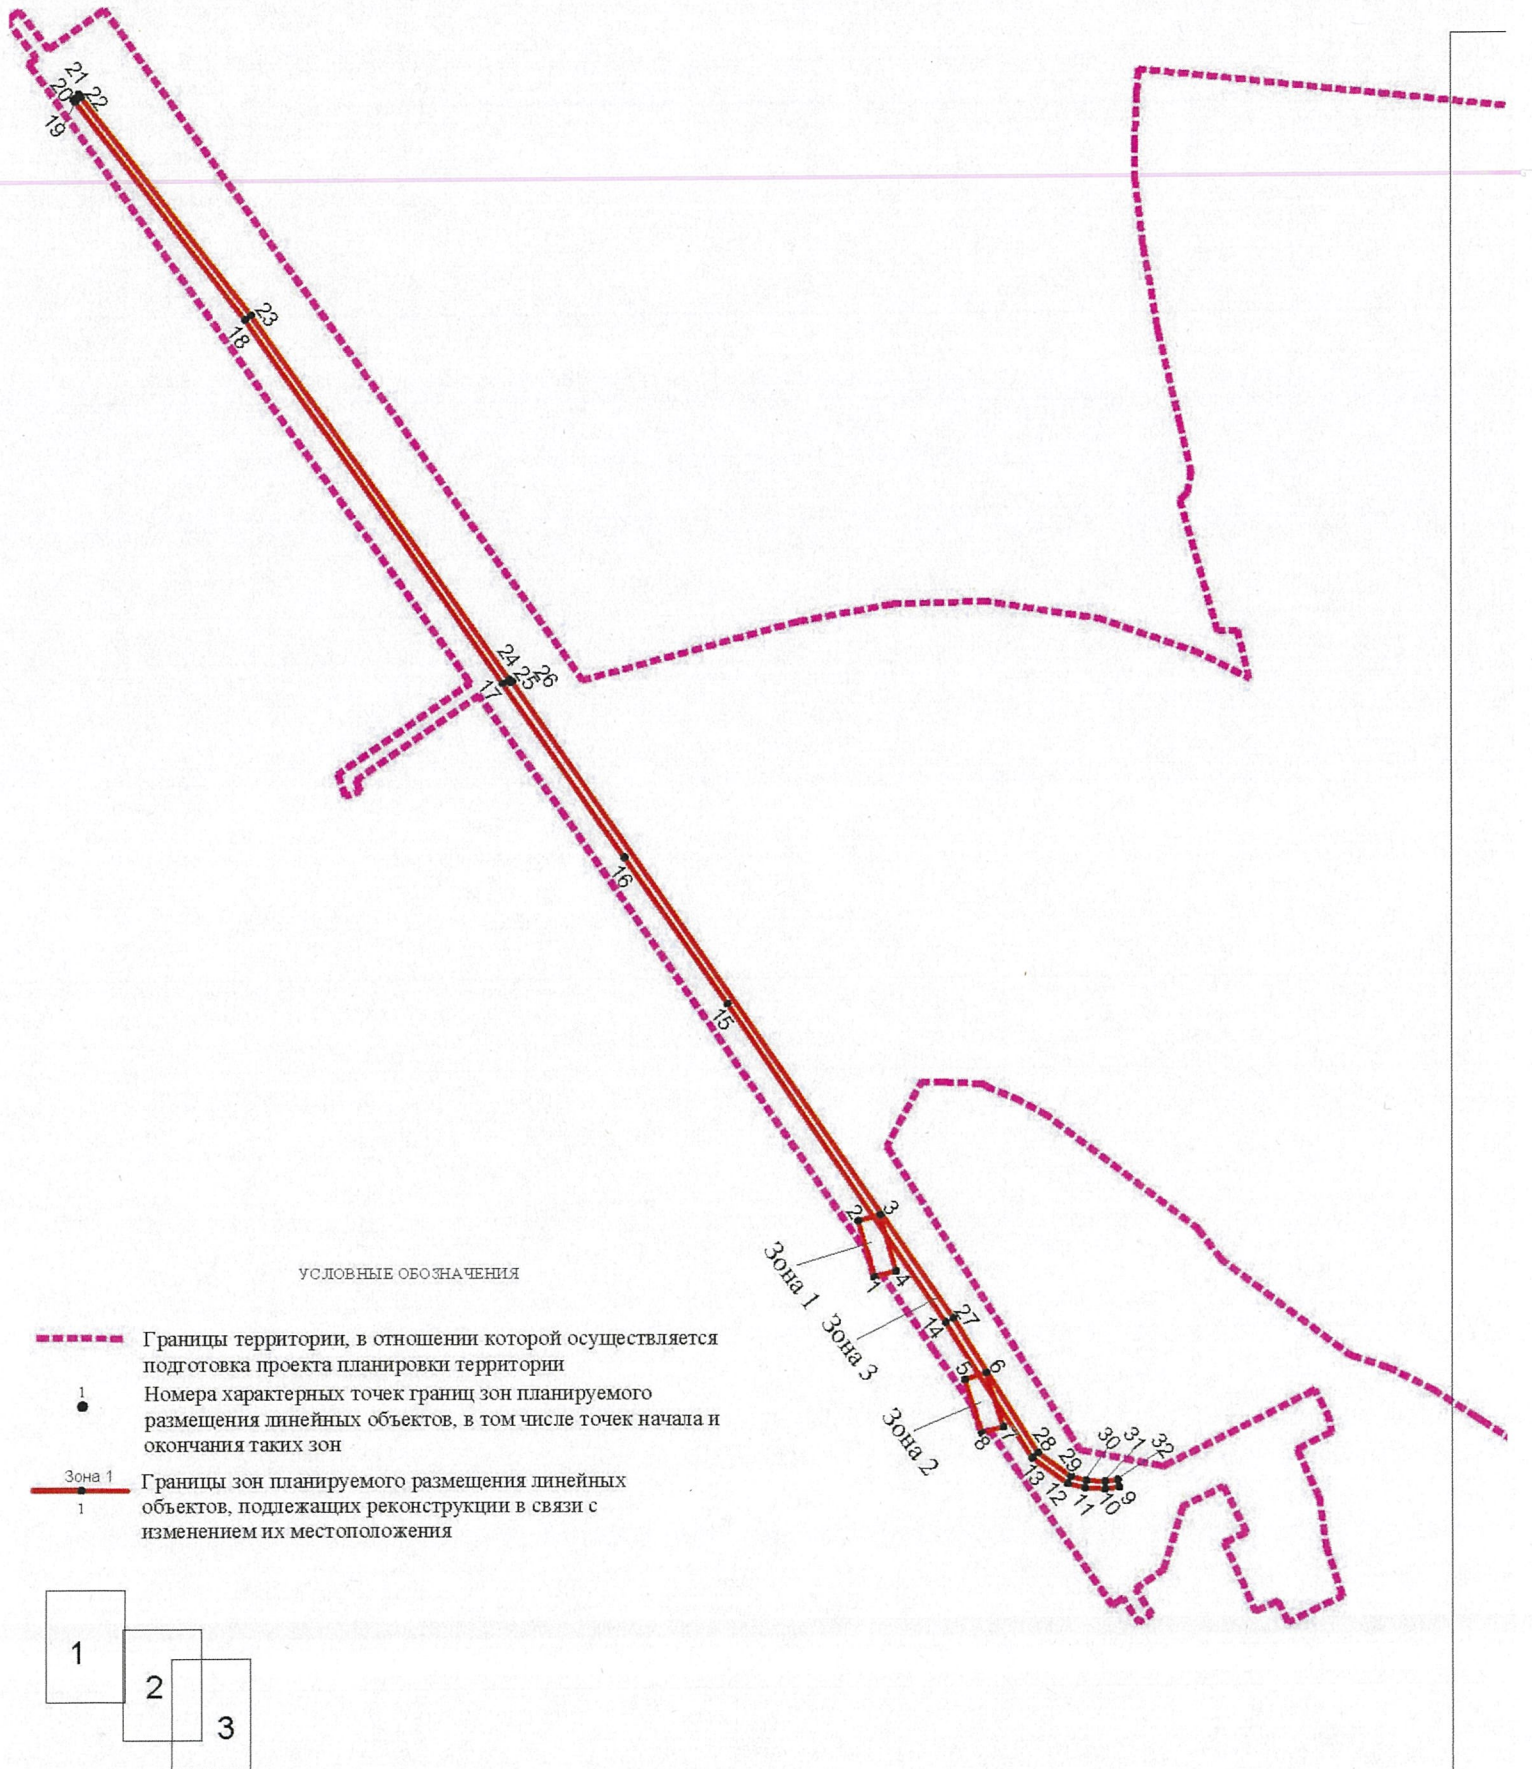 21
20
22
19
23
18
24
25
26
17
16
15
3
2
Зона 1
4
1
27
14
Зона 3
6
5
Зона 2
7
8
28
29
30
31
32
13
12
11
10
9
УСЛОВНЫЕ ОБОЗНАЧЕНИЯ
Границы территории, в отношении которой осуществляется
подготовка проекта планировки территории
1
Номера характерных точек границ зон планируемого
размещения линейных объектов, в том числе точек начала и
окончания таких зон
Зона 1
1
Границы зон планируемого размещения линейных
объектов, подлежащих реконструкции в связи с
изменением их местоположения
1
2
3